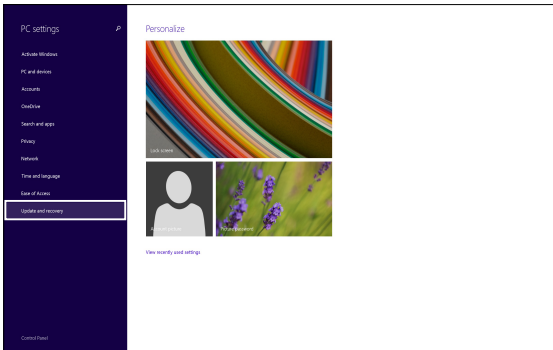 PC settings
Personalize
Activate Windows
PC and devices
Accounts
OneDrive
Search and apps
Privacy
Network
Time and language
Ease of Access
Update and recovery
Lock screen
Account picture
Picture password
View recently used settings
Control Panel